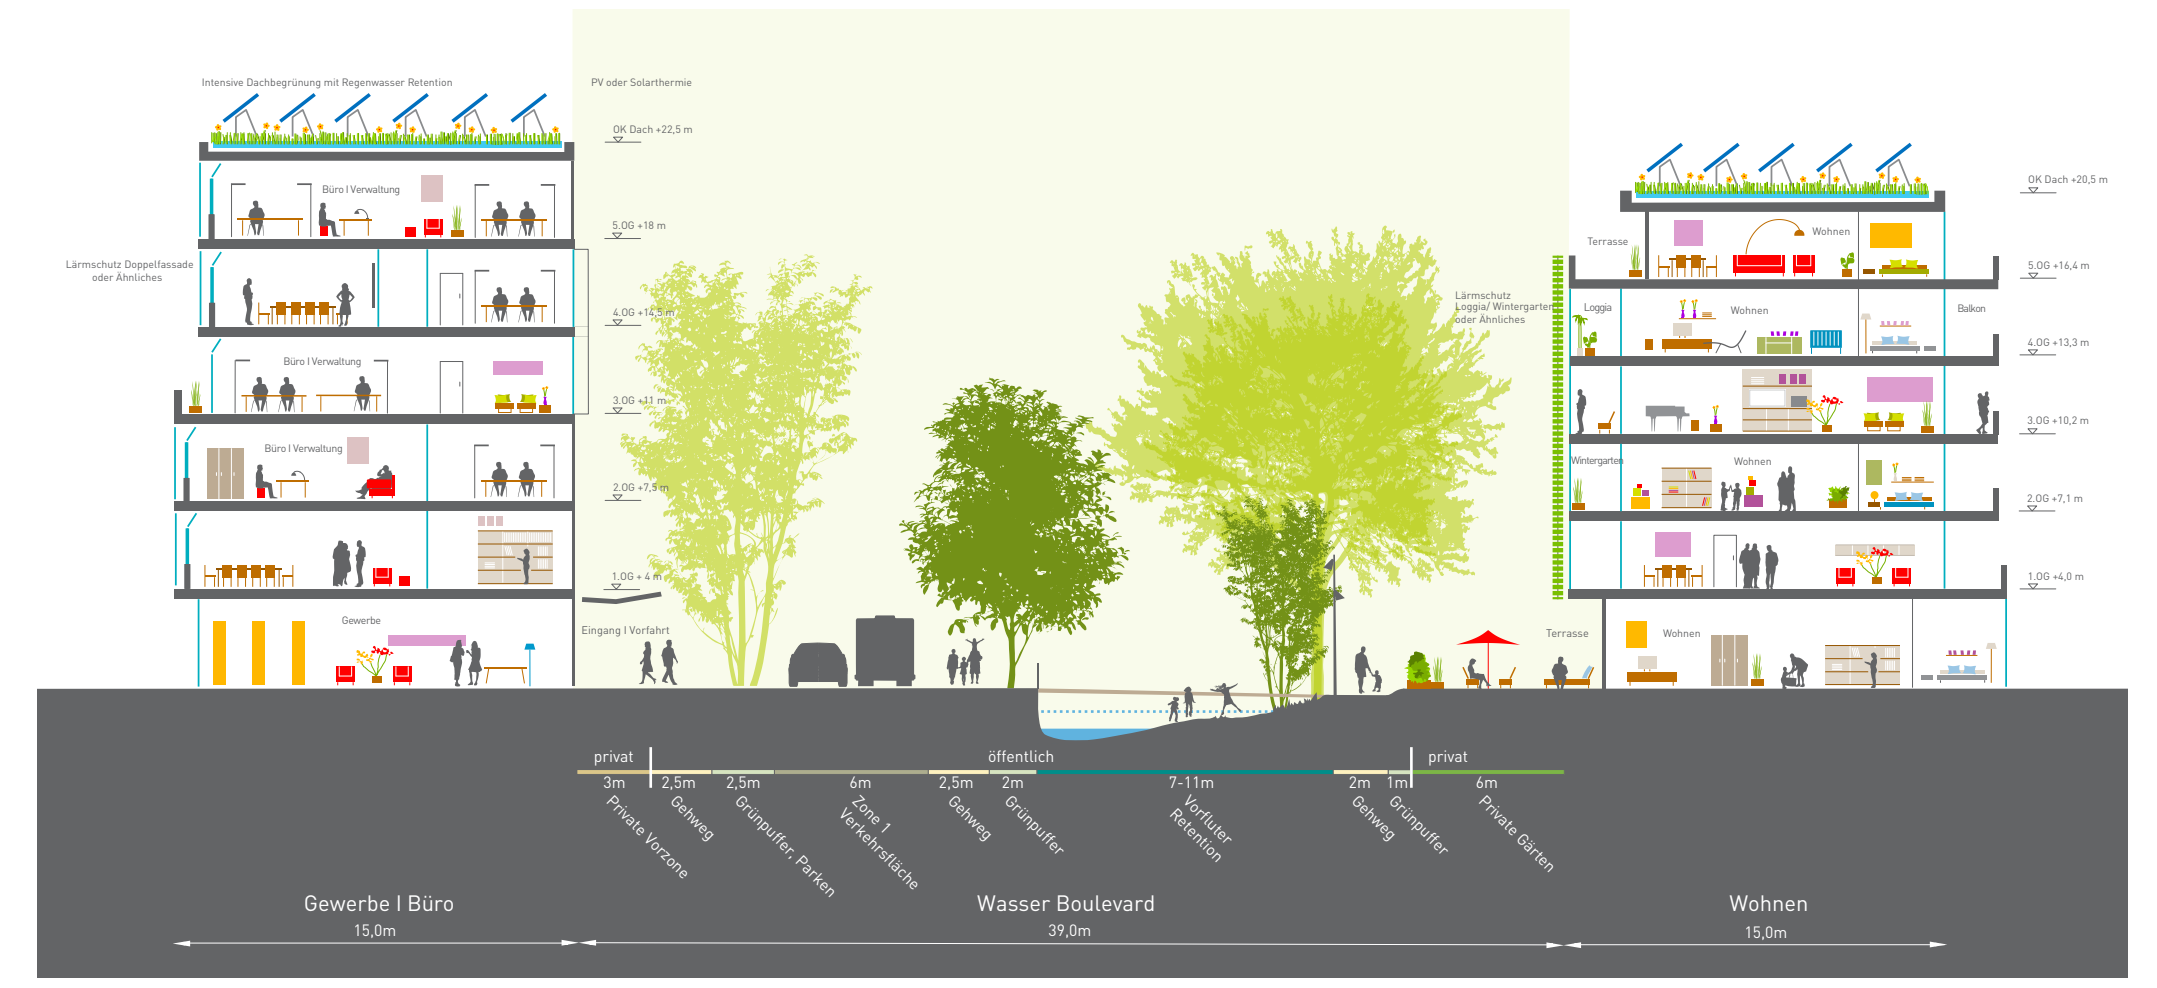 Intensive Dachbegrünung mit Regenwasser Retention
PV oder Solarthermie
OK Dach +22,5 m
Büro I Verwaltung
5.OG +18 m
Lärmschutz Doppelfassade
oder Ähnliches
4.OG +14,5 m
Büro I Verwaltung
3.OG +11 m
Büro I Verwaltung
2.OG +7,5 m
1.OG + 4 m
Gewerbe
Eingang I Vorfahrt
OK Dach +20,5 m
Terrasse
Wohnen
5.OG +16,4 m
Lärmschutz
Loggia/ Wintergarten
oder Ähnliches
Loggia
Wohnen
Balkon
4.OG +13,3 m
3.OG +10,2 m
Wintergarten
Wohnen
2.OG +7,1 m
1.OG +4,0 m
Terrasse
Wohnen
privat
öffentlich
privat
3m
2,5m
2,5m
6m
2,5m
2m
7-11m
2m
1m
6m
Private Vorzone
Gehweg
Grünpuffer, Parken
Zone 1
Verkehrsfläche
Gehweg
Grünpuffer
Vorfluter
Retention
Gehweg
Grünpuffer
Private Gärten
Gewerbe I Büro
15,0m
Wasser Boulevard
39,0m
Wohnen
15,0m